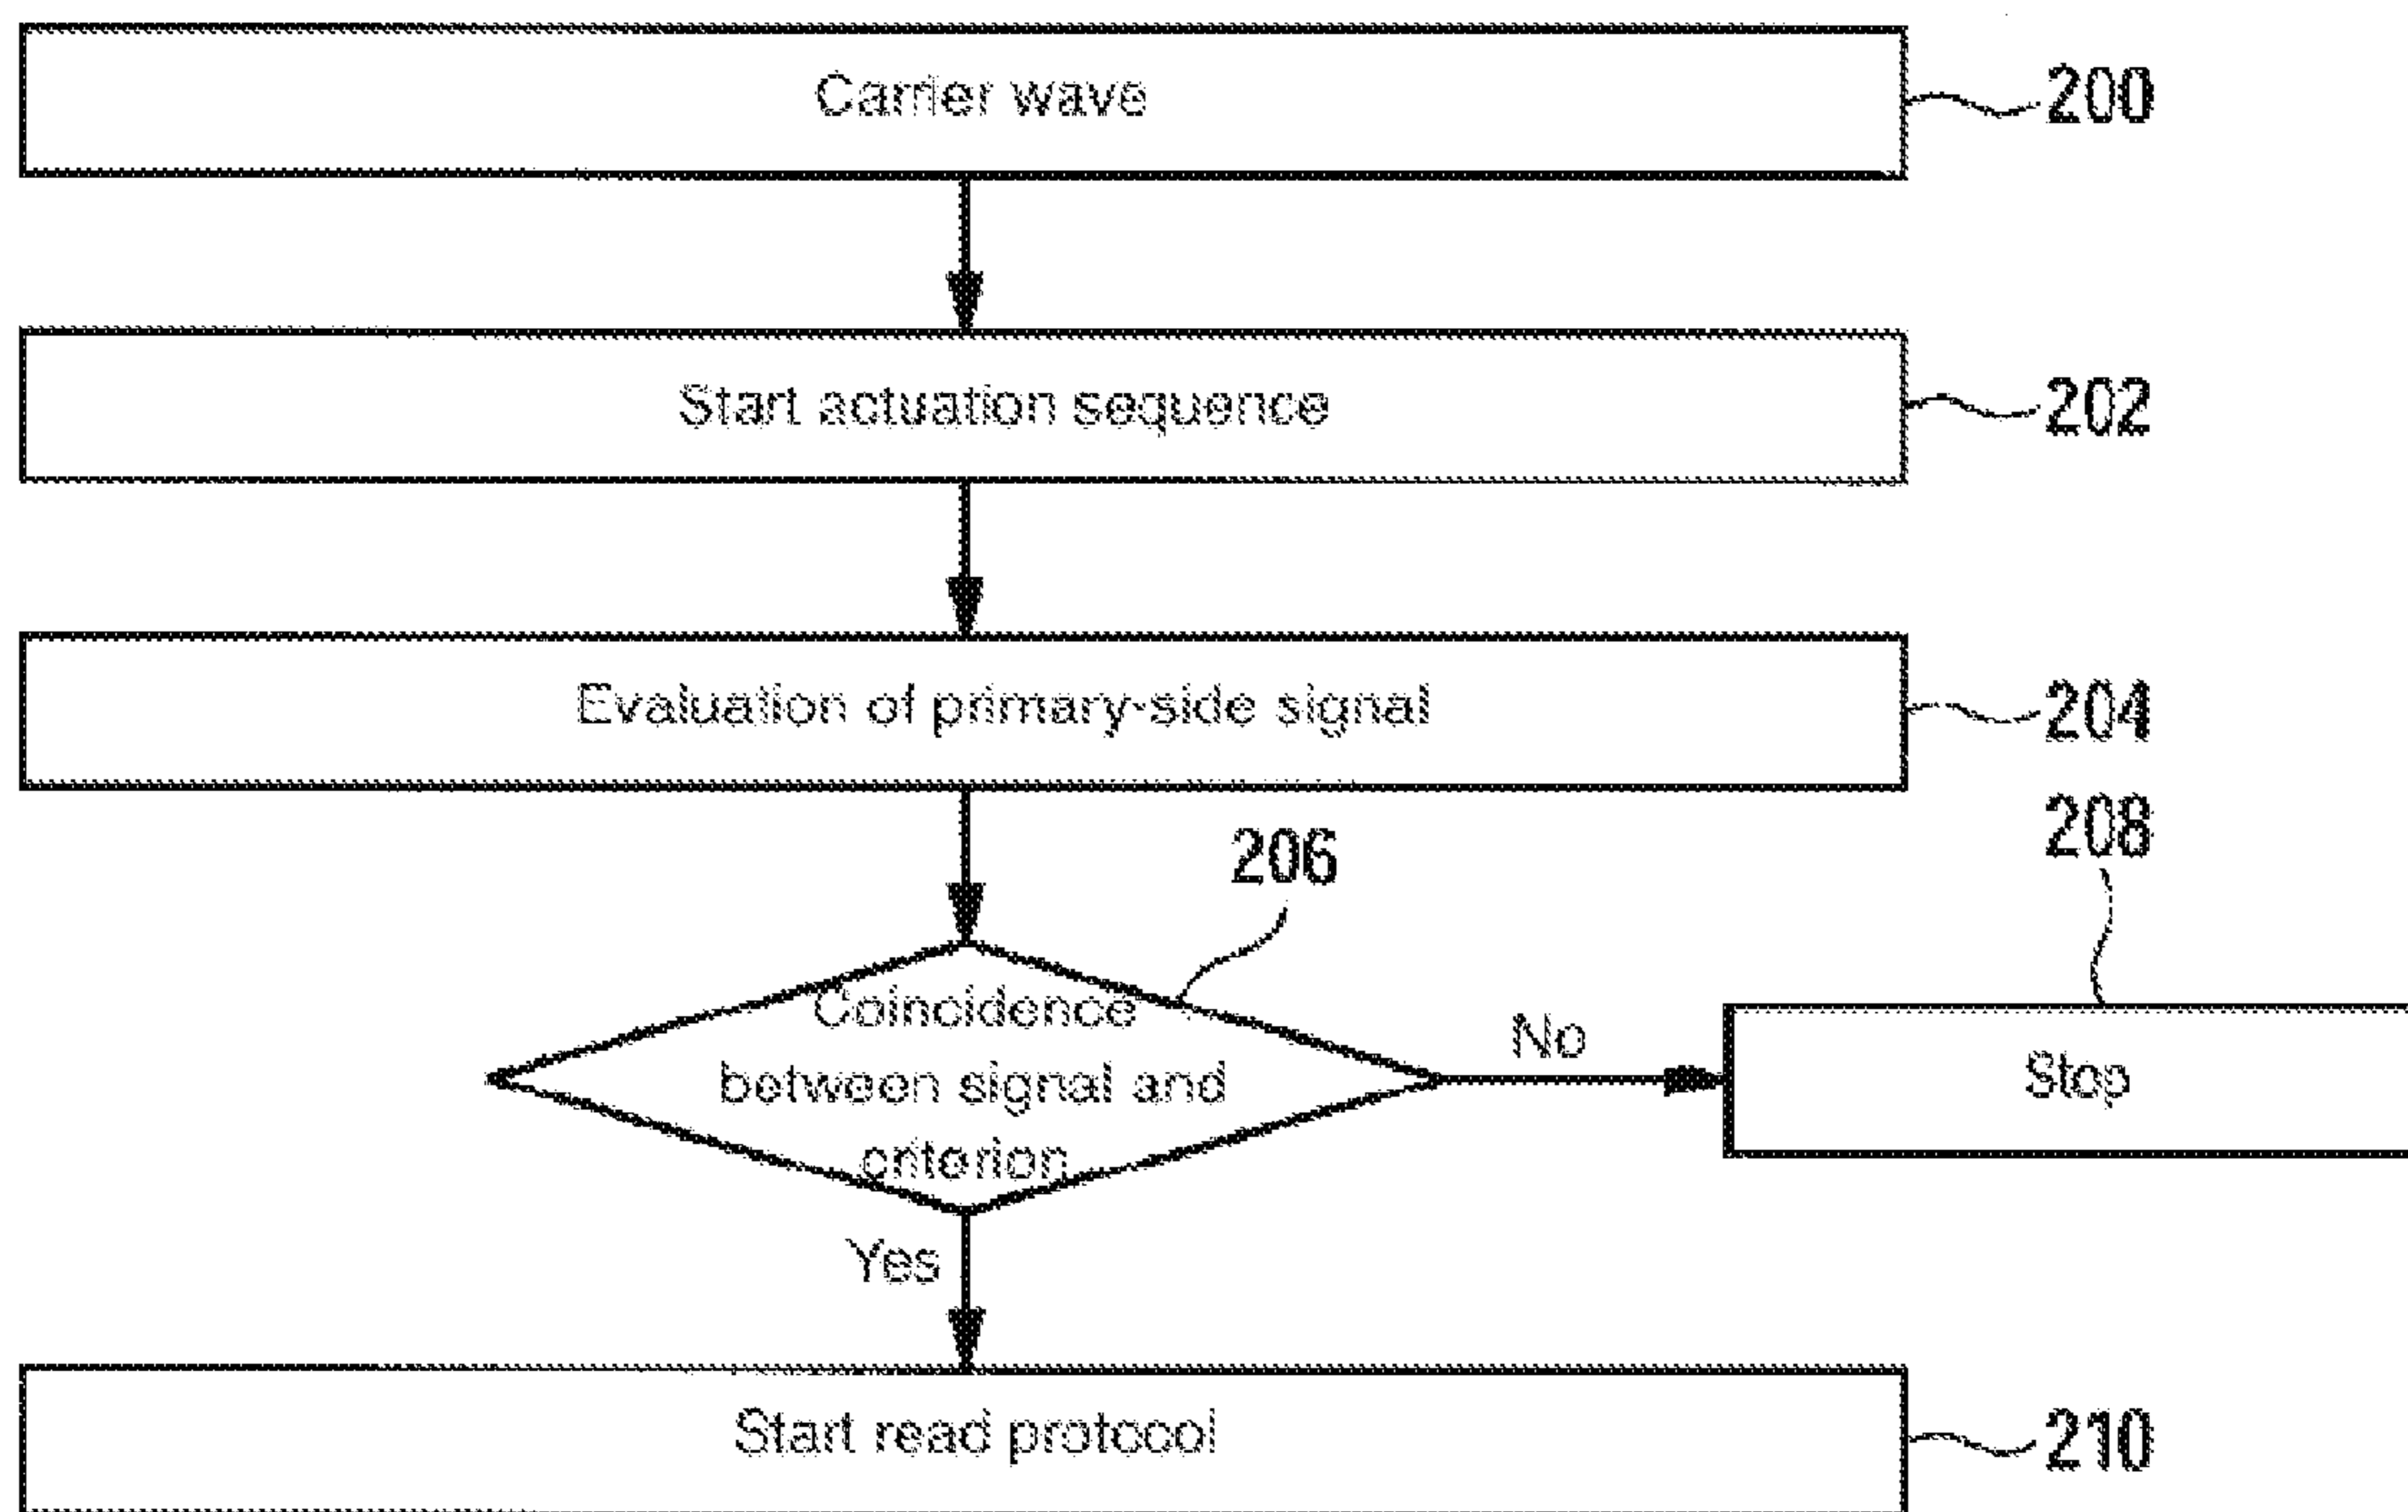 Carrier wave
200
Start actuation sequence
202
Evaluation of primary-side signal
204
208
206
Coincidence
between signal and
criterion
No
Stop
Yes
Start read protocol
210